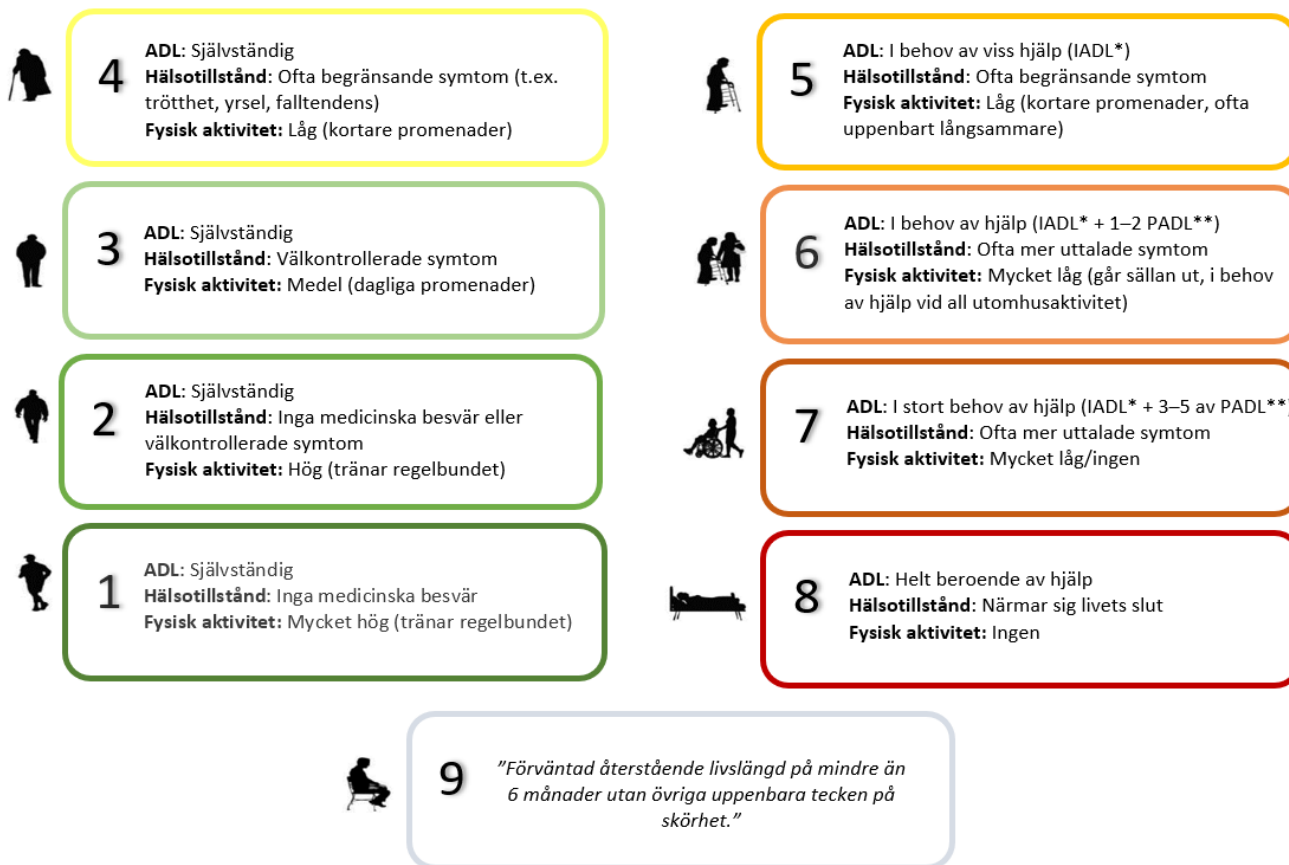 4
ADL: Självständig
Hälsotillstånd: Ofta begränsande symtom (t.ex.
trötthet, yrsel, falltendens)
Fysisk aktivitet: Låg (kortare promenader)
3
ADL: Självständig
Hälsotillstånd: Välkontrollerade symtom
Fysisk aktivitet: Medel (dagliga promenader)
2
ADL: Självständig
Hälsotillstånd: Inga medicinska besvär eller
välkontrollerade symtom
Fysisk aktivitet: Hög (tränar regelbundet)
1
ADL: Självständig
Hälsotillstånd: Inga medicinska besvär
Fysisk aktivitet: Mycket hög (tränar regelbundet)
5
ADL: I behov av viss hjälp (IADL*)
Hälsotillstånd: Ofta begränsande symtom
Fysisk aktivitet: Låg (kortare promenader, ofta
uppenbart långsammare)
6
ADL: I behov av hjälp (IADL* + 1–2 PADL**)
Hälsotillstånd: Ofta mer uttalade symtom
Fysisk aktivitet: Mycket låg (går sällan ut, i behov
av hjälp vid all utomhusaktivitet)
7
ADL: I stort behov av hjälp (IADL* + 3–5 av PADL**)
Hälsotillstånd: Ofta mer uttalade symtom
Fysisk aktivitet: Mycket låg/ingen
8
ADL: Helt beroende av hjälp
Hälsotillstånd: Närmar sig livets slut
Fysisk aktivitet: Ingen
9
”Förväntad återstående livslängd på mindre än
6 månader utan övriga uppenbara tecken på
skörhet.”